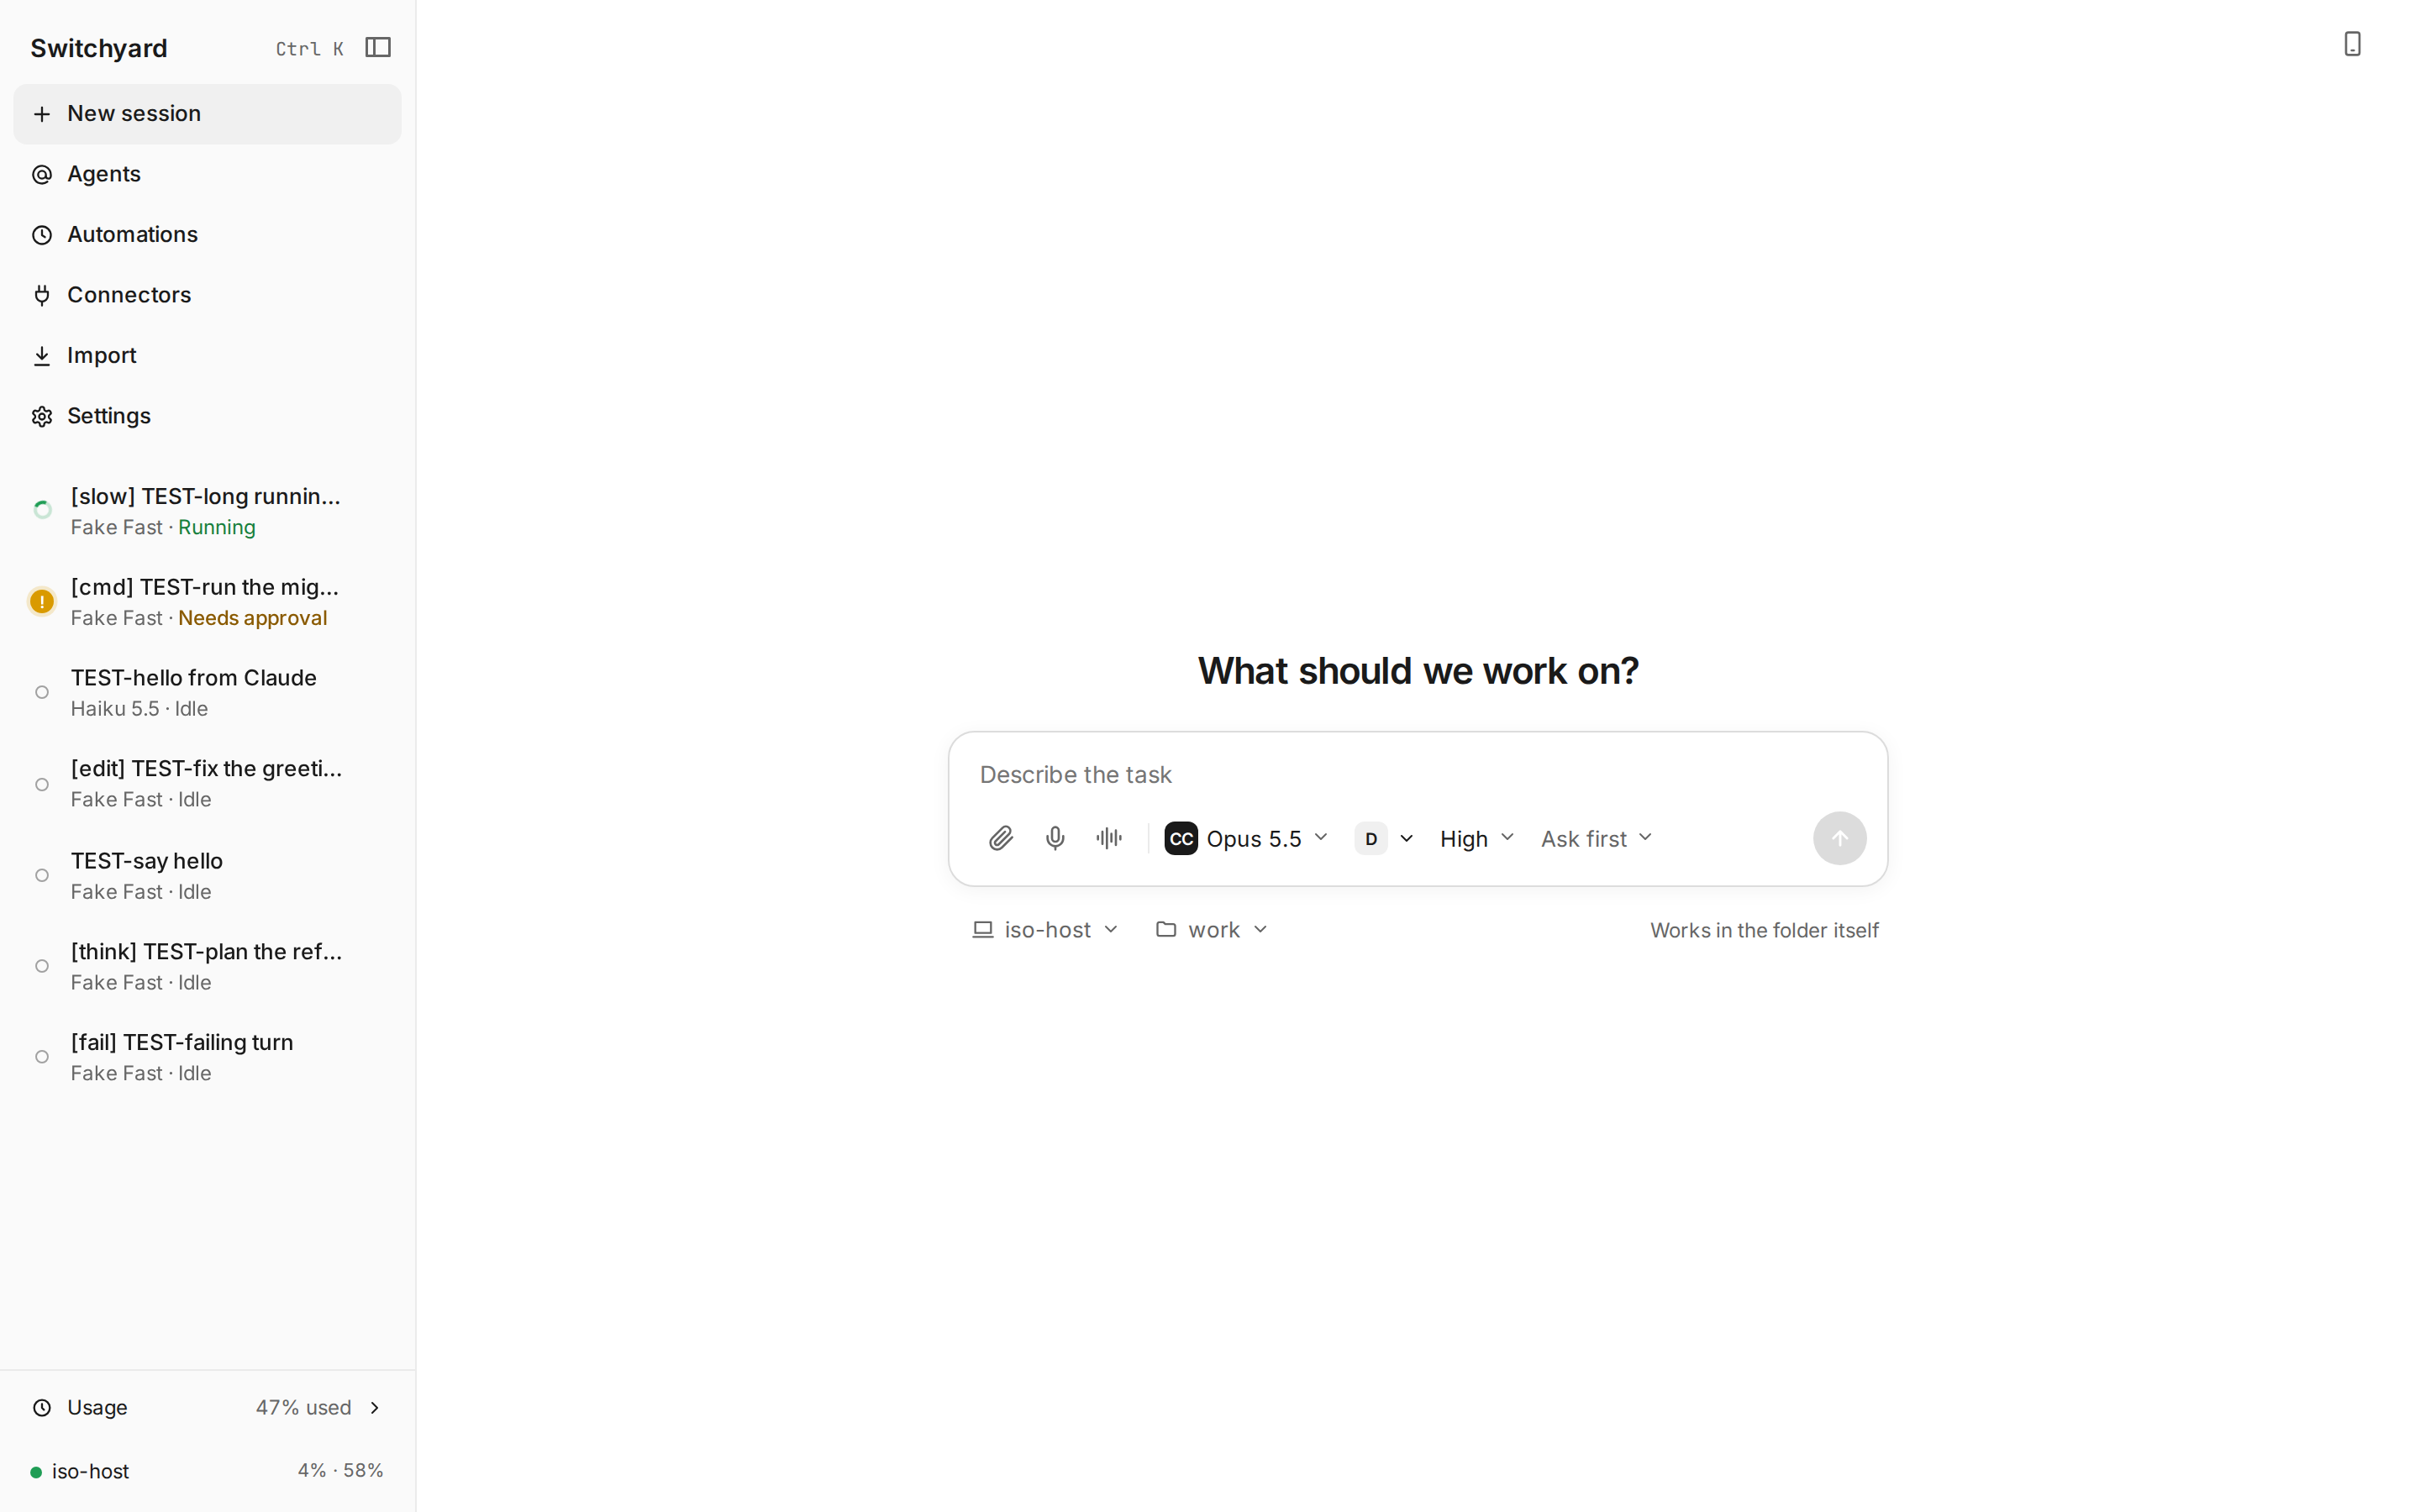 Switchyard Ctrl K
New session
Agents
Automations
Connectors
Import
Settings
[slow] TEST-long runnin...
Fake Fast · Running
! [cmd] TEST-run the mig...
Fake Fast · Needs approval
TEST-hello from Claude
Haiku 5.5 · Idle
[edit] TEST-fix the greeti...
Fake Fast · Idle
TEST-say hello
Fake Fast · Idle
[think] TEST-plan the ref...
Fake Fast · Idle
[fail] TEST-failing turn
Fake Fast · Idle
Usage 47% used
iso-host 4% · 58%
What should we work on?
Describe the task
CC Opus 5.5 D High Ask first
iso-host work Works in the folder itself